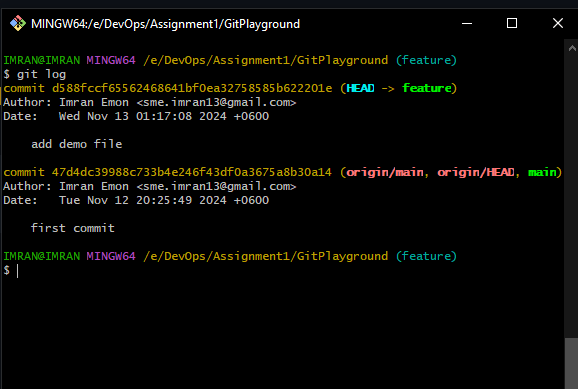 MINGW64:/e/DevOps/Assignment1/GitPlayground
IMRAN@IMRAN MINGW64 /e/DevOps/Assignment1/GitPlayground (feature)
$ git log
commit d588fccf65562468641bf0ea32758585b622201e (HEAD -> feature)
Author: Imran Emon <sme.imran13@gmail.com>
Date:   Wed Nov 13 01:17:08 2024 +0600
    add demo file
commit 47d4dc39988c733b4e246f43df0a3675a8b30a14 (origin/main, origin/HEAD, main)
Author: Imran Emon <sme.imran13@gmail.com>
Date:   Tue Nov 12 20:25:49 2024 +0600
    first commit
IMRAN@IMRAN MINGW64 /e/DevOps/Assignment1/GitPlayground (feature)
$